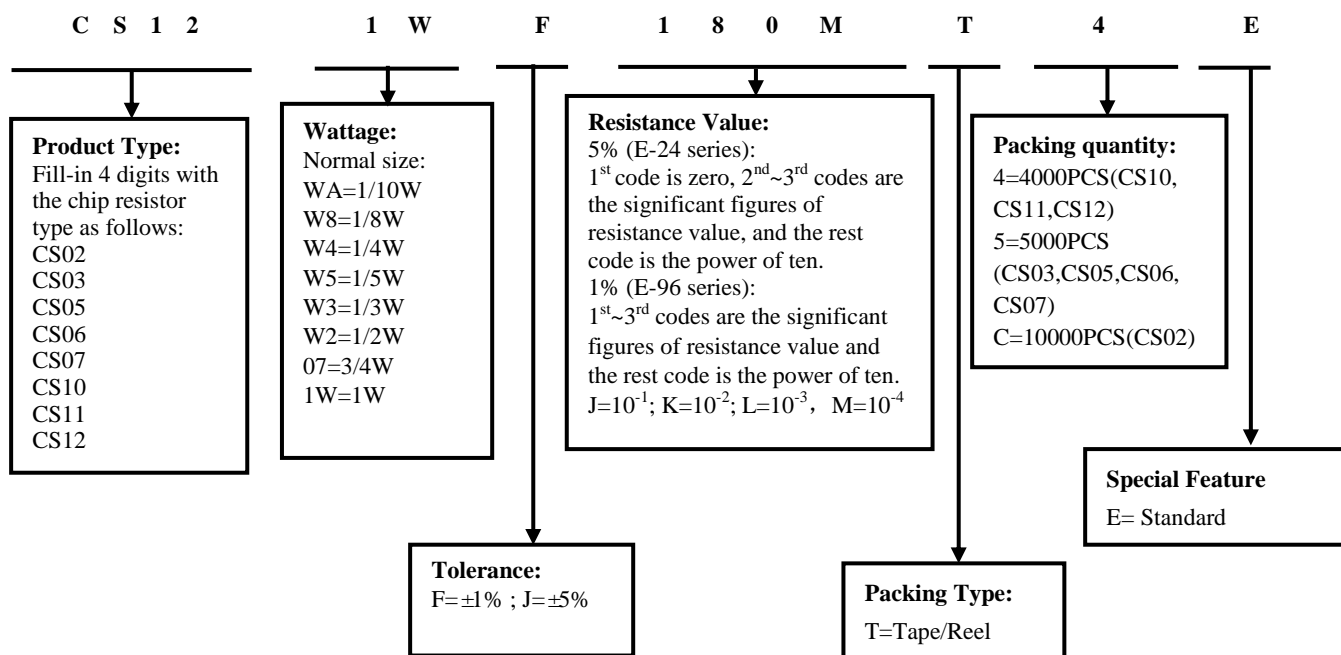 C S 1 2 1 W F 1 8 0 M T 4 E
Product Type:
Fill-in 4 digits with
the chip resistor
type as follows:
CS02
CS03
CS05
CS06
CS07
CS10
CS11
CS12
Wattage:
Normal size:
WA=1/10W
W8=1/8W
W4=1/4W
W5=1/5W
W3=1/3W
W2=1/2W
07=3/4W
1W=1W
Resistance Value:
5% (E-24 series):
1st code is zero, 2nd~3rd codes are
the significant figures of
resistance value, and the rest
code is the power of ten.
1% (E-96 series):
1st~3rd codes are the significant
figures of resistance value and
the rest code is the power of ten.
J=10-1; K=10-2; L=10-3, M=10-4
Packing quantity:
4=4000PCS(CS10,
CS11,CS12)
5=5000PCS
(CS03,CS05,CS06,
CS07)
C=10000PCS(CS02)
Special Feature
E= Standard
Tolerance:
F=±1% ; J=±5%
Packing Type:
T=Tape/Reel